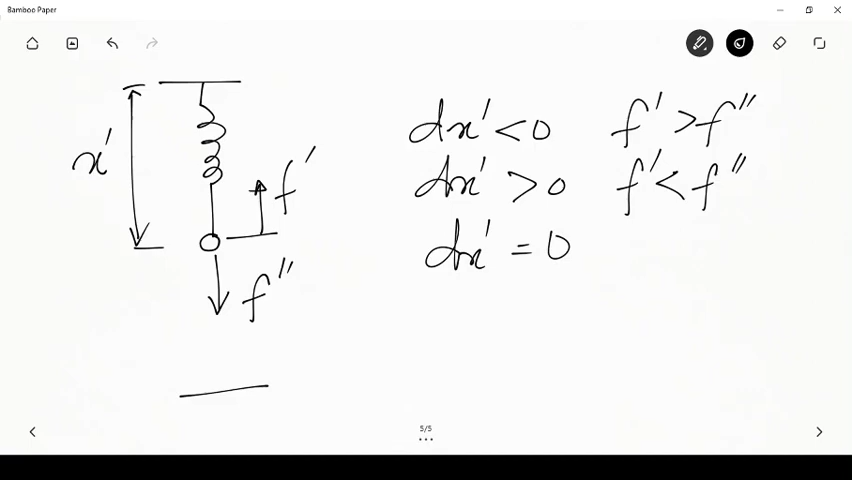 Bamboo Paper
x'
f'
f''
dx' < 0 f' > f''
dx' > 0 f' < f''
dx' = 0
5/5